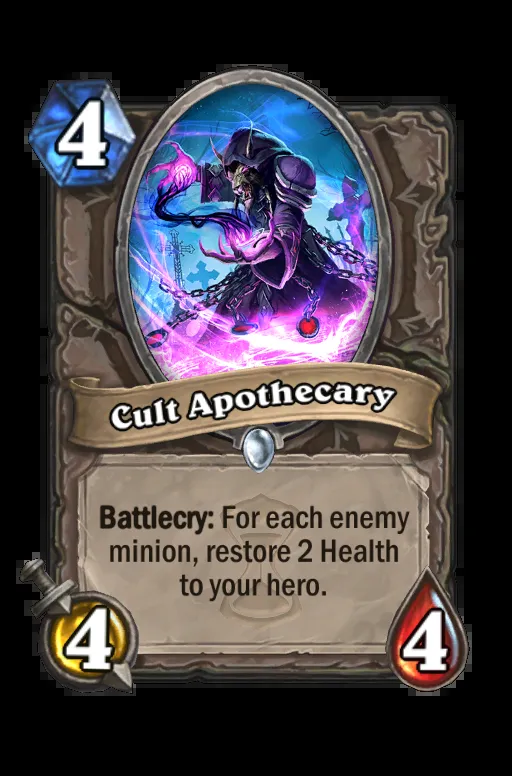 4
Cult Apothecary
Battlecry: For each enemy
minion, restore 2 Health
to your hero.
4 4